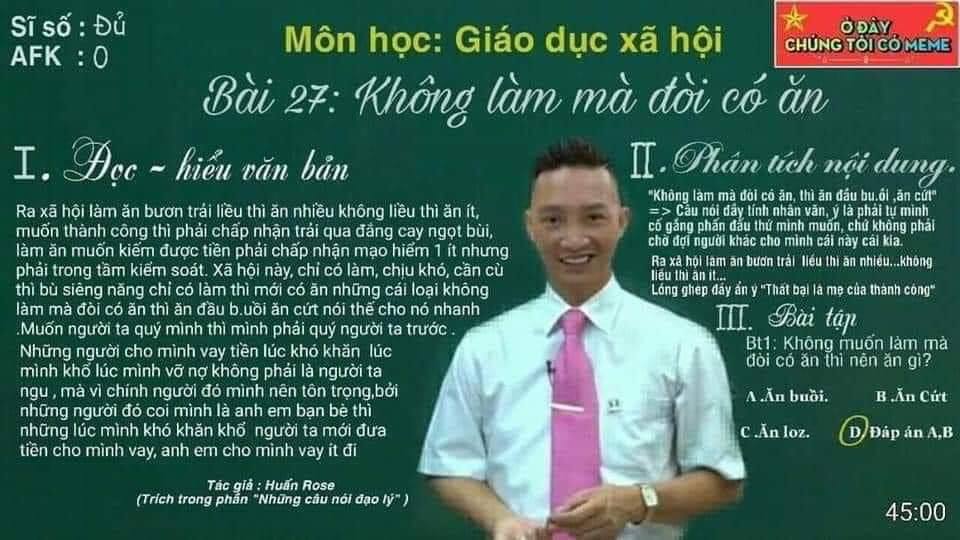 Sĩ số : Đủ
AFK : 0
Môn học: Giáo dục xã hội
Ở ĐÂY
CHÚNG TÔI CÓ MEME
Bài 27: Không làm mà đòi có ăn
I. Đọc ~ hiểu văn bản
Ra xã hội làm ăn bươn trải liều thì ăn nhiều không liều thì ăn ít,
muốn thành công thì phải chấp nhận trải qua đắng cay ngọt bùi,
làm ăn muốn kiếm được tiền phải chấp nhận mạo hiểm 1 ít nhưng
phải trong tầm kiểm soát. Xã hội này, chỉ có làm, chịu khó, cần cù
thì bù siêng năng chỉ có làm thì mới có ăn những cái loại không
làm mà đòi có ăn thì ăn đầu b.uồi ăn cứt nói thế cho nó nhanh
.Muốn người ta quý mình thì mình phải quý người ta trước .
Những người cho mình vay tiền lúc khó khăn lúc
mình khổ lúc mình vỡ nợ không phải là người ta
ngu , mà vì chính người đó mình nên tôn trọng,bởi
những người đó coi mình là anh em bạn bè thì
những lúc mình khó khăn khổ người ta mới đưa
tiền cho mình vay, anh em cho mình vay ít đi
Tác giả : Huấn Rose
(Trích trong phần "Những câu nói đạo lý" )
II. Phân tích nội dung.
"Không làm mà đòi có ăn, thì ăn đầu bu.ồi ,ăn cứt"
=> Câu nói đầy tính nhân văn, ý là phải tự mình
cố gắng phấn đấu thứ mình muốn, chứ không phải
chờ đợi người khác cho mình cái này cái kia.
Ra xã hội làm ăn bươn trải liều thì ăn nhiều...không
liều thì ăn ít...
Lồng ghép đầy ẩn ý "Thất bại là mẹ của thành công"
III. Bài tập
Bt1: Không muốn làm mà
đòi có ăn thì nên ăn gì?
A .Ăn buồi. B .Ăn Cứt
C .Ăn loz. D. Đáp án A,B
45:00